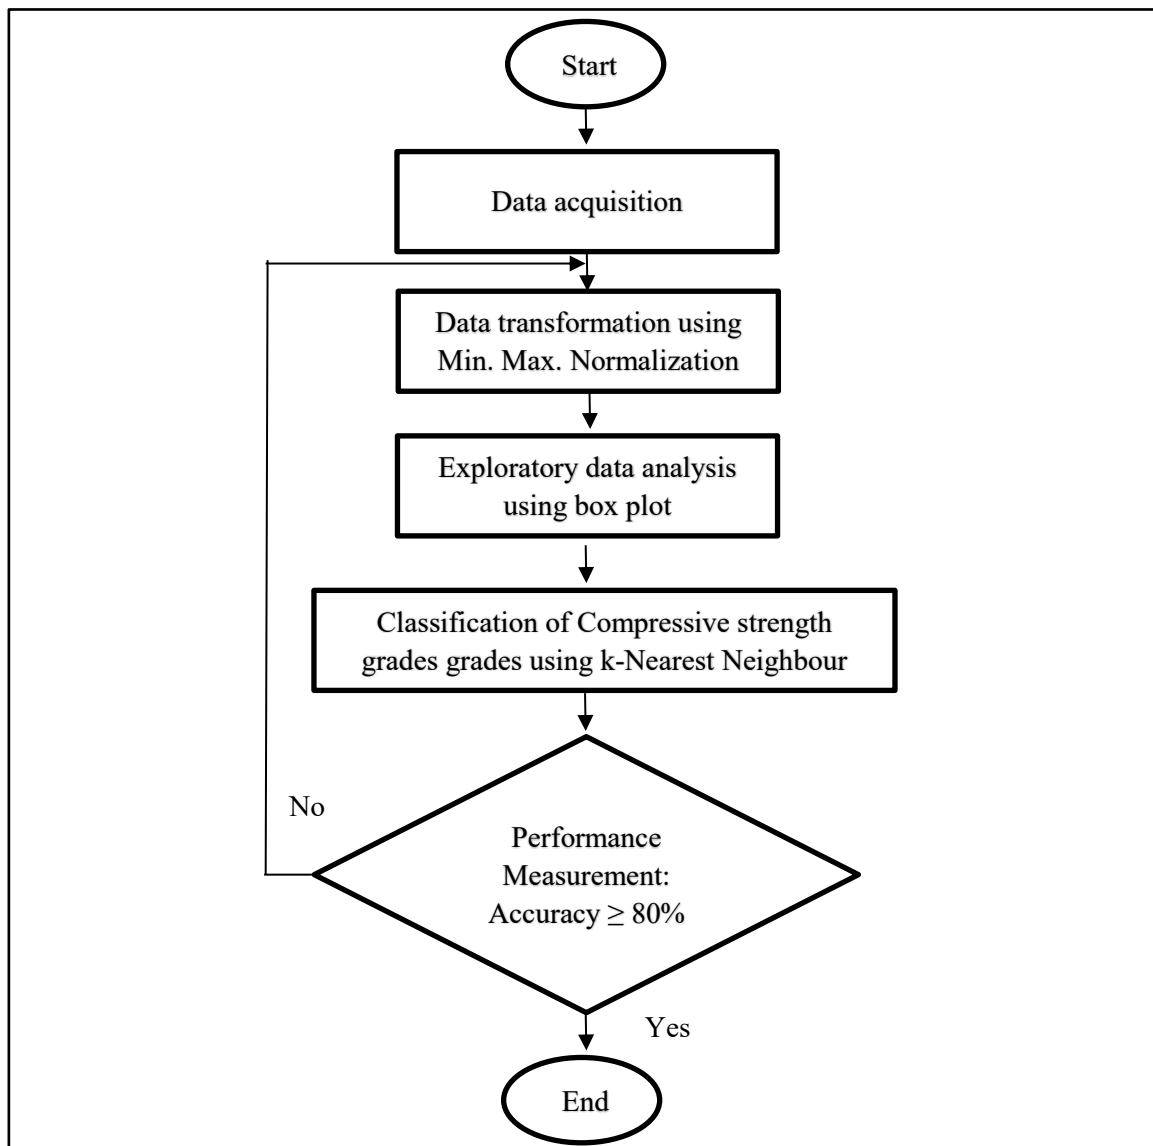 Start
Data acquisition
Data transformation using
Min. Max. Normalization
Exploratory data analysis
using box plot
Classification of Compressive strength
grades grades using k-Nearest Neighbour
No
Performance
Measurement:
Accuracy ≥ 80%
Yes
End